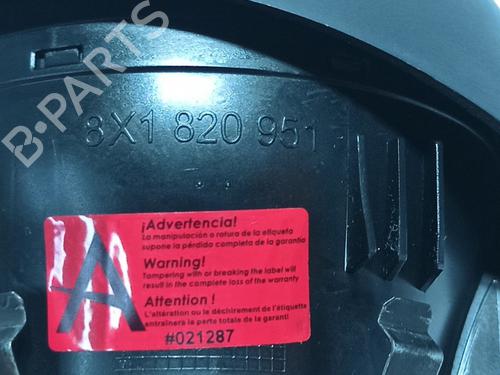 B-PARTS
8X1 820 951
A
¡Advertencia!
La manipulación o rotura de la etiqueta
supone la pérdida completa de la garantía
Warning!
Tampering with or breaking the label will
result in the complete loss of the warranty
Attention !
L'altération ou le déchirement de l'étiquette
entraînera la perte totale de la garanti
#021287